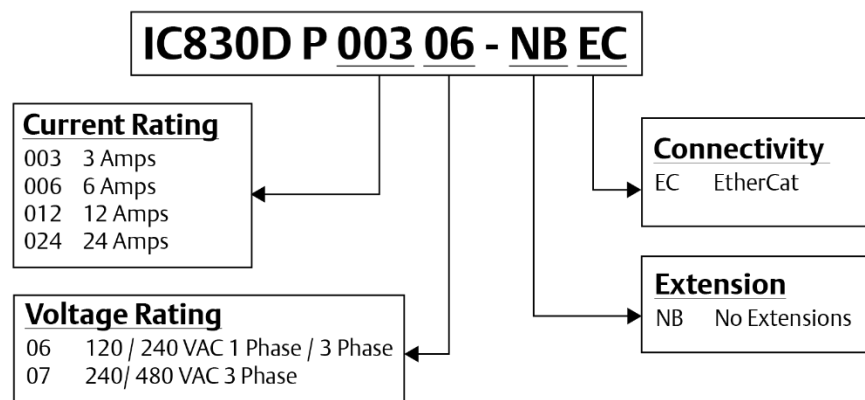 IC830D P 003 06 - NB EC
Current Rating
003 3 Amps
006 6 Amps
012 12 Amps
024 24 Amps
Voltage Rating
06 120 / 240 VAC 1 Phase / 3 Phase
07 240/ 480 VAC 3 Phase
Connectivity
EC EtherCat
Extension
NB No Extensions